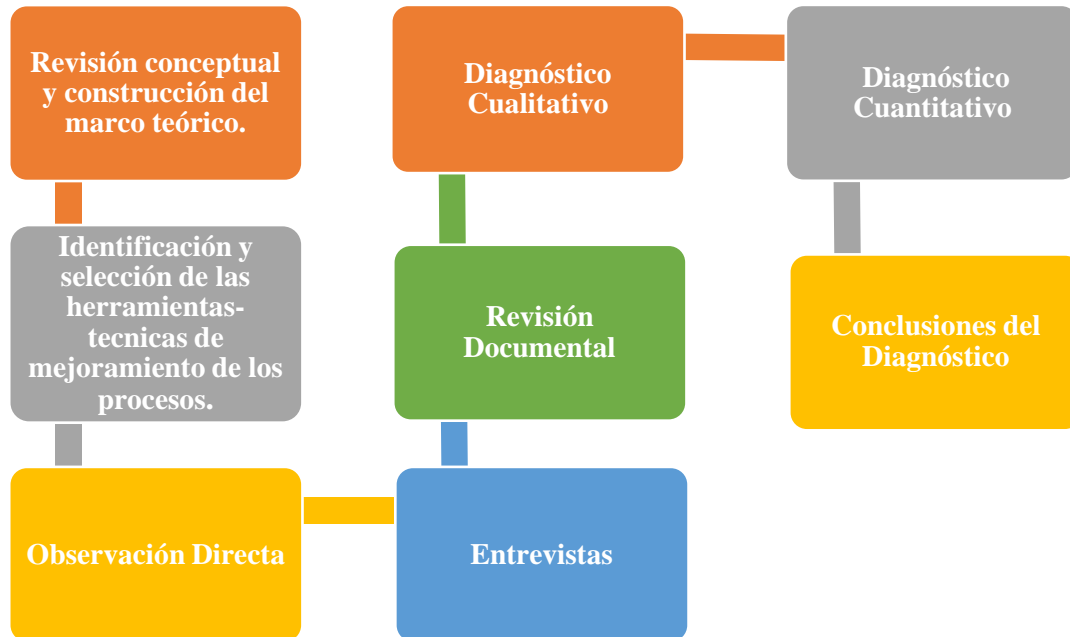 Revisión conceptual
y construcción del
marco teórico.
Identificación y
selección de las
herramientas-
tecnicas de
mejoramiento de los
procesos.
Observación Directa
Entrevistas
Revisión
Documental
Diagnóstico
Cualitativo
Diagnóstico
Cuantitativo
Conclusiones del
Diagnóstico